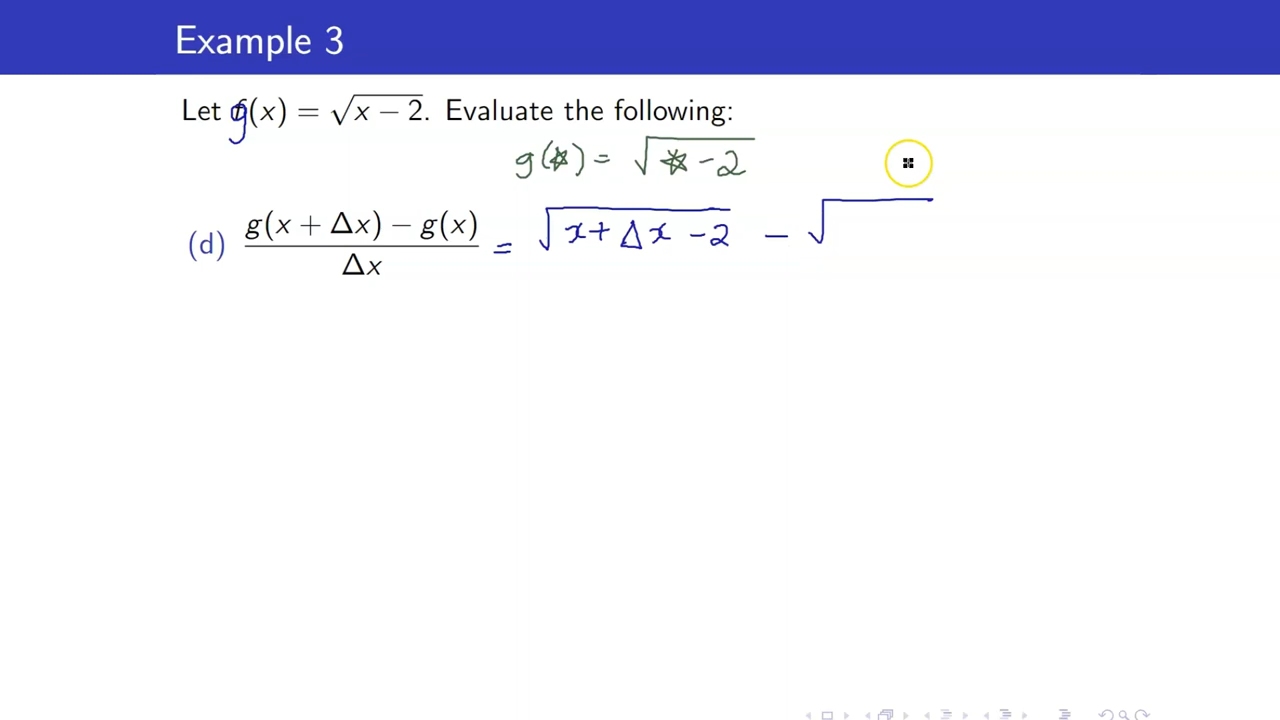 Example 3
Let g(x) = √x − 2. Evaluate the following:
g(☆) = √☆ − 2
(d) g(x + Δx) − g(x) / Δx = √x + Δx − 2 − √